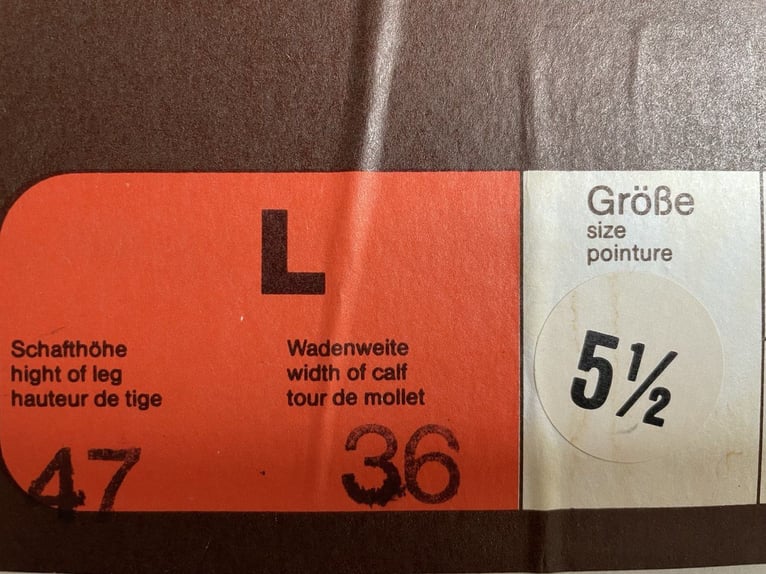 L
Schafthöhe
hight of leg
hauteur de tige
47
Wadenweite
width of calf
tour de mollet
36
Größe
size
pointure
5½